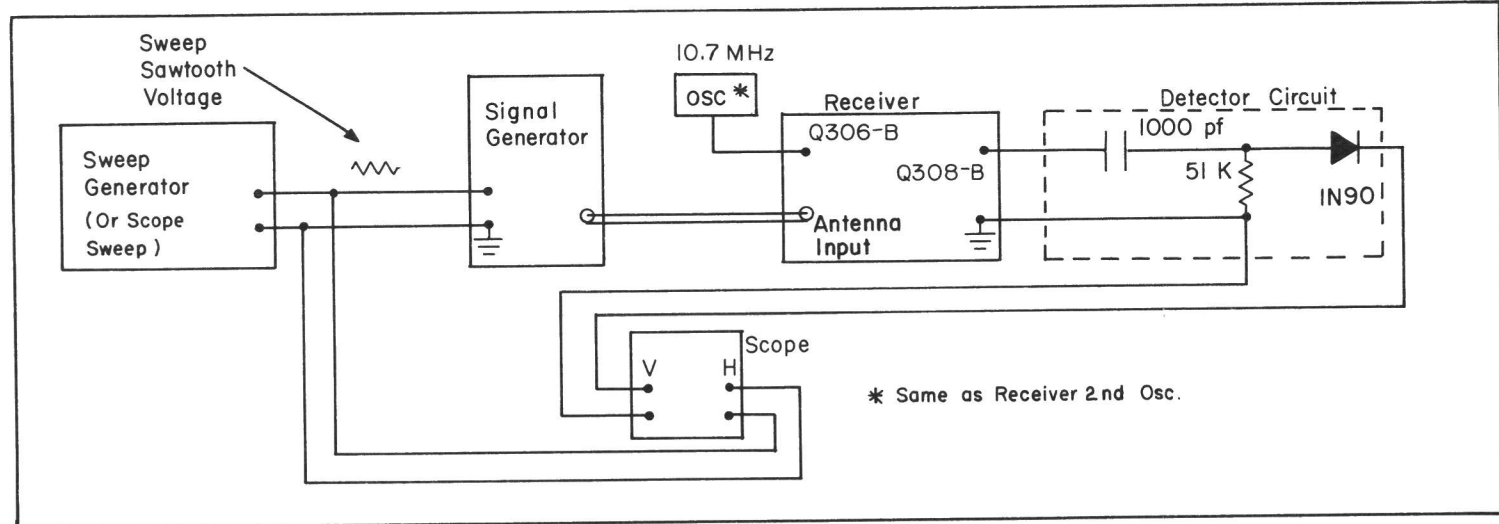 Sweep
Sawtooth
Voltage
Sweep
Generator
(Or Scope
Sweep)
Signal
Generator
10.7 MHz
OSC *
Receiver
Q306-B
Q308-B
Antenna
Input
Detector Circuit
1000 pf
51 K
IN90
Scope
V
H
* Same as Receiver 2nd Osc.